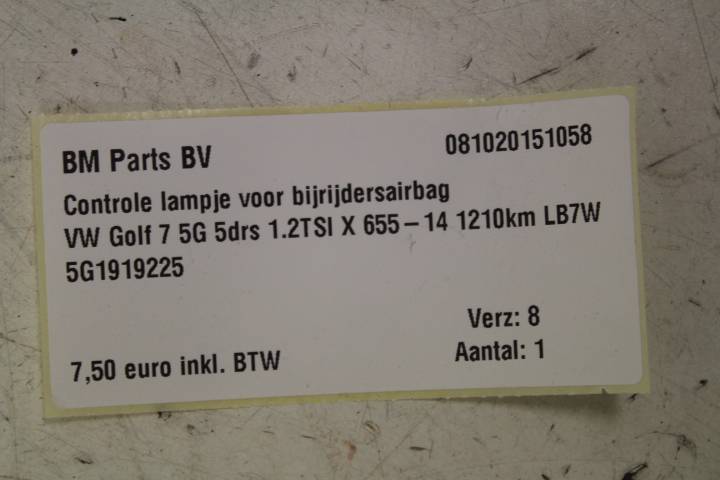 BM Parts BV 081020151058
Controle lampje voor bijrijdersairbag
VW Golf 7 5G 5drs 1.2TSI X 655-14 1210km LB7W
5G1919225
Verz: 8
7,50 euro inkl. BTW Aantal: 1